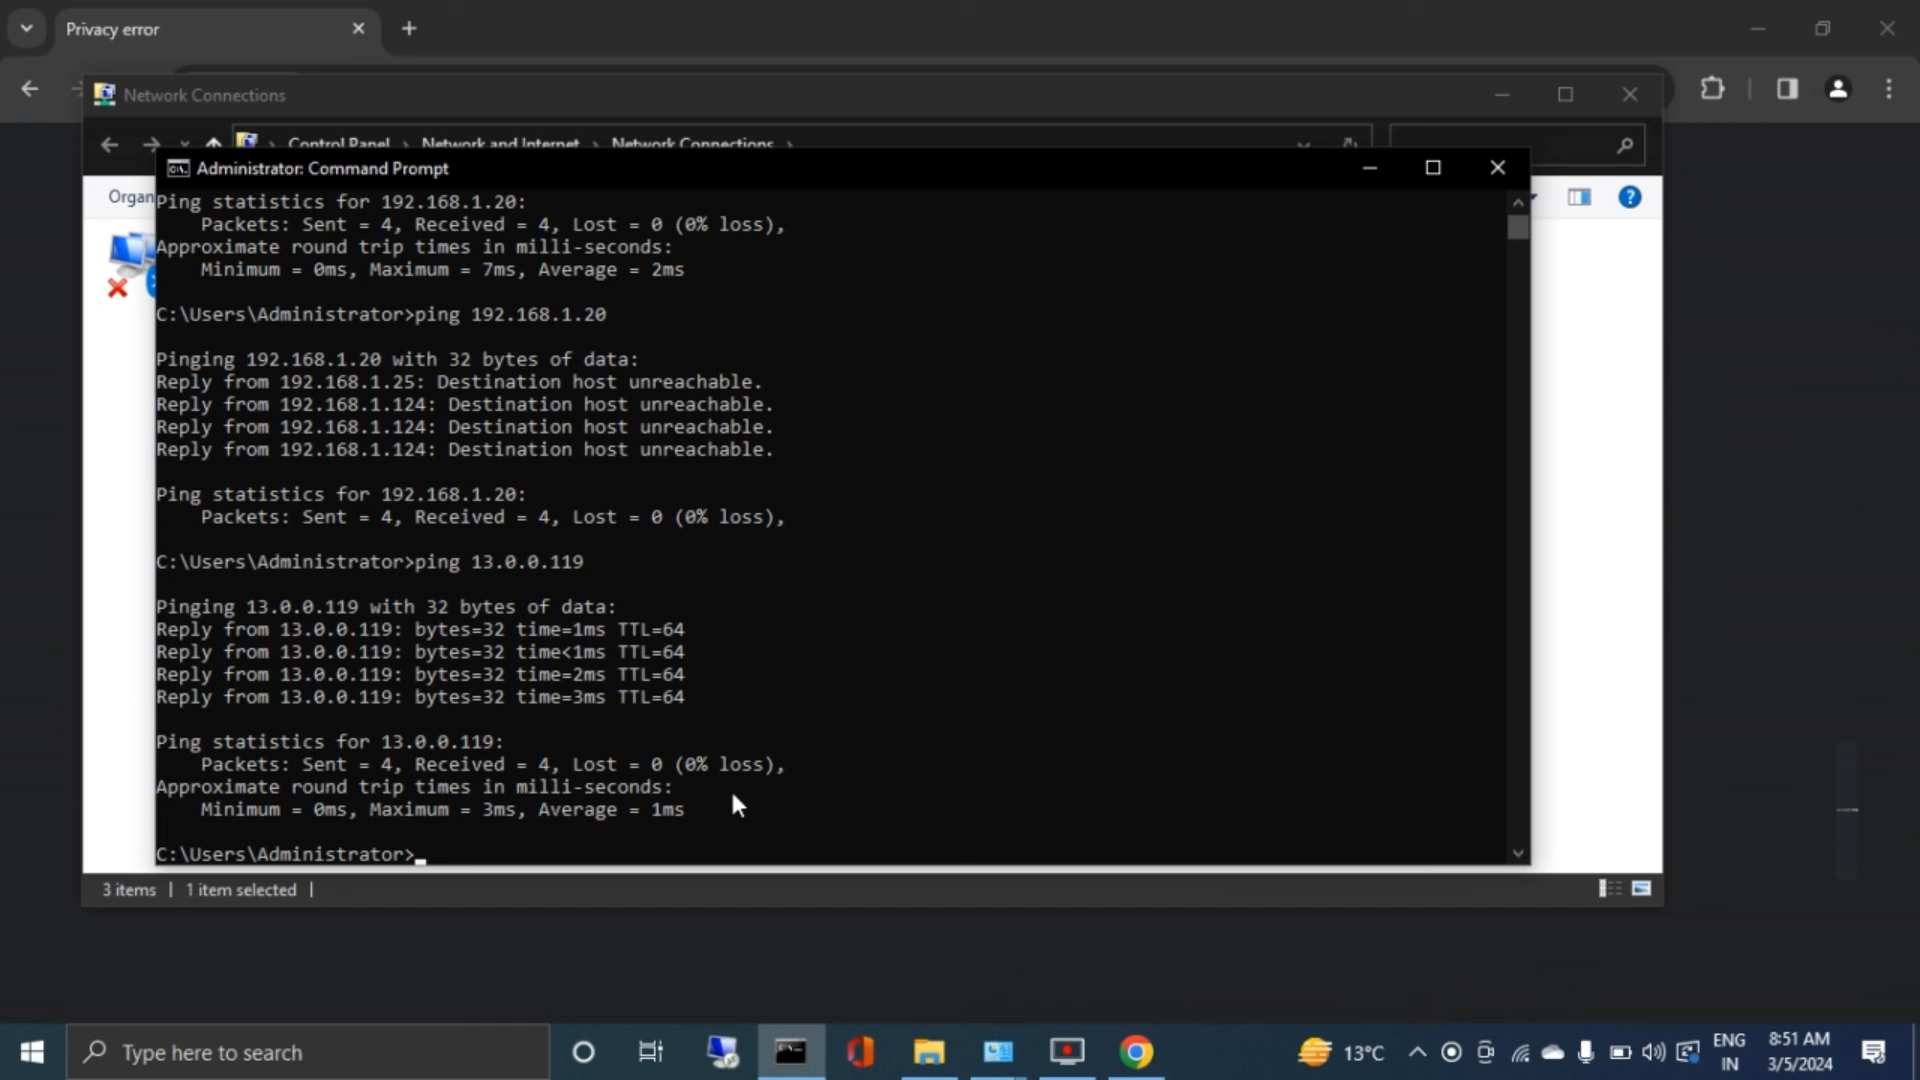 Privacy error
Network Connections
Control Panel > Network and Internet > Network Connections >
Administrator: Command Prompt
Organ
Ping statistics for 192.168.1.20:
Packets: Sent = 4, Received = 4, Lost = 0 (0% loss),
Approximate round trip times in milli-seconds:
Minimum = 0ms, Maximum = 7ms, Average = 2ms
C:\Users\Administrator>ping 192.168.1.20
Pinging 192.168.1.20 with 32 bytes of data:
Reply from 192.168.1.25: Destination host unreachable.
Reply from 192.168.1.124: Destination host unreachable.
Reply from 192.168.1.124: Destination host unreachable.
Reply from 192.168.1.124: Destination host unreachable.
Ping statistics for 192.168.1.20:
Packets: Sent = 4, Received = 4, Lost = 0 (0% loss),
C:\Users\Administrator>ping 13.0.0.119
Pinging 13.0.0.119 with 32 bytes of data:
Reply from 13.0.0.119: bytes=32 time=1ms TTL=64
Reply from 13.0.0.119: bytes=32 time<1ms TTL=64
Reply from 13.0.0.119: bytes=32 time=2ms TTL=64
Reply from 13.0.0.119: bytes=32 time=3ms TTL=64
Ping statistics for 13.0.0.119:
Packets: Sent = 4, Received = 4, Lost = 0 (0% loss),
Approximate round trip times in milli-seconds:
Minimum = 0ms, Maximum = 3ms, Average = 1ms
C:\Users\Administrator>_
3 items | 1 item selected |
Type here to search
13°C
ENG
IN
8:51 AM
3/5/2024